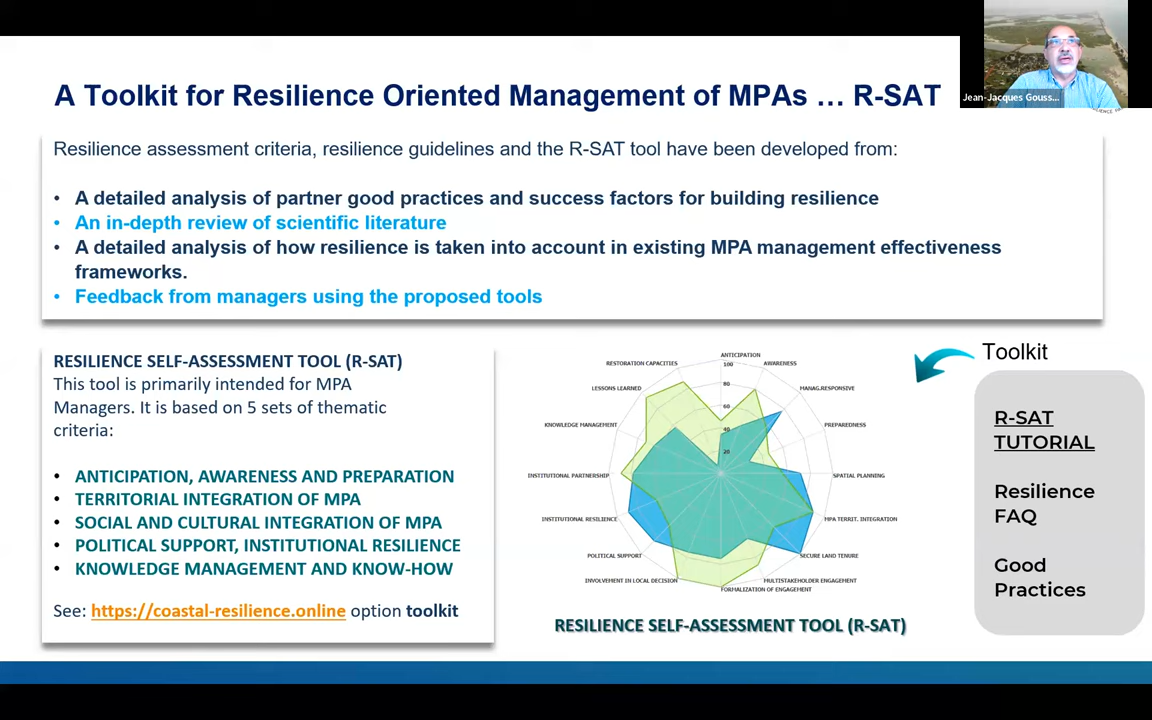 Jean-Jacques Gouss...
A Toolkit for Resilience Oriented Management of MPAs … R-SAT
Resilience assessment criteria, resilience guidelines and the R-SAT tool have been developed from:
• A detailed analysis of partner good practices and success factors for building resilience
• An in-depth review of scientific literature
• A detailed analysis of how resilience is taken into account in existing MPA management effectiveness
frameworks.
• Feedback from managers using the proposed tools
RESILIENCE SELF-ASSESSMENT TOOL (R-SAT)
This tool is primarily intended for MPA
Managers. It is based on 5 sets of thematic
criteria:
• ANTICIPATION, AWARENESS AND PREPARATION
• TERRITORIAL INTEGRATION OF MPA
• SOCIAL AND CULTURAL INTEGRATION OF MPA
• POLITICAL SUPPORT, INSTITUTIONAL RESILIENCE
• KNOWLEDGE MANAGEMENT AND KNOW-HOW
See: https://coastal-resilience.online option toolkit
ANTICIPATION
AWARENESS
MANAG.RESPONSIVE
PREPAREDNESS
SPATIAL PLANNING
MPA TERRIT. INTEGRATION
SECURE LAND TENURE
MULTISTAKEHOLDER ENGAGEMENT
FORMALIZATION OF ENGAGEMENT
INVOLVEMENT IN LOCAL DECISION
POLITICAL SUPPORT
INSTITUTIONAL RESILIENCE
INSTITUTIONAL PARTNERSHIP
KNOWLEDGE MANAGEMENT
LESSONS LEARNED
RESTORATION CAPACITIES
100
80
60
40
20
RESILIENCE SELF-ASSESSMENT TOOL (R-SAT)
Toolkit
R-SAT
TUTORIAL
Resilience
FAQ
Good
Practices